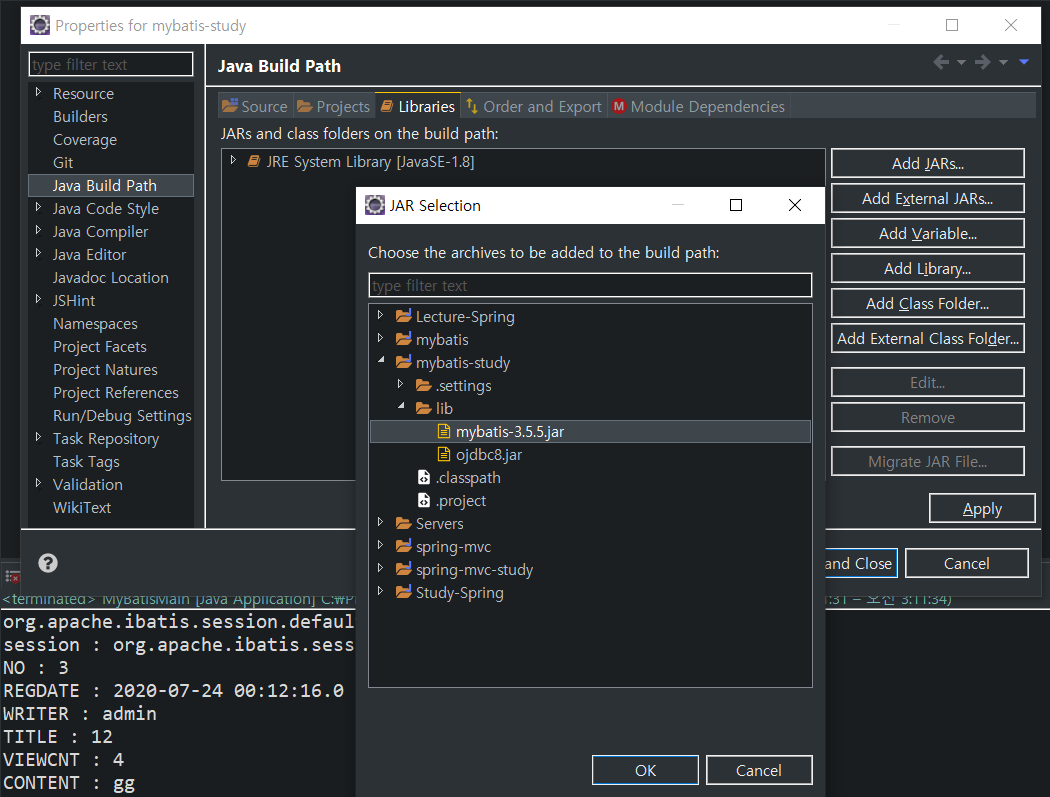 Properties for mybatis-study
type filter text
Resource
Builders
Coverage
Git
Java Build Path
Java Code Style
Java Compiler
Java Editor
Javadoc Location
JSHint
Namespaces
Project Facets
Project Natures
Project References
Run/Debug Settings
Task Repository
Task Tags
Validation
WikiText
Java Build Path
Source
Projects
Libraries
Order and Export
M Module Dependencies
JARs and class folders on the build path:
JRE System Library [JavaSE-1.8]
Add JARs...
Add External JARs...
Add Variable...
Add Library...
Add Class Folder...
Add External Class Folder...
Edit...
Remove
Migrate JAR File...
Apply
and Close
Cancel
JAR Selection
Choose the archives to be added to the build path:
type filter text
Lecture-Spring
mybatis
mybatis-study
.settings
lib
mybatis-3.5.5.jar
ojdbc8.jar
.classpath
.project
Servers
spring-mvc
spring-mvc-study
Study-Spring
OK
Cancel
<terminated> MyBatisMain [Java Application] C:₩P
:31 – 오전 3:11:34)
org.apache.ibatis.session.defaul
session : org.apache.ibatis.sess
NO : 3
REGDATE : 2020-07-24 00:12:16.0
WRITER : admin
TITLE : 12
VIEWCNT : 4
CONTENT : gg